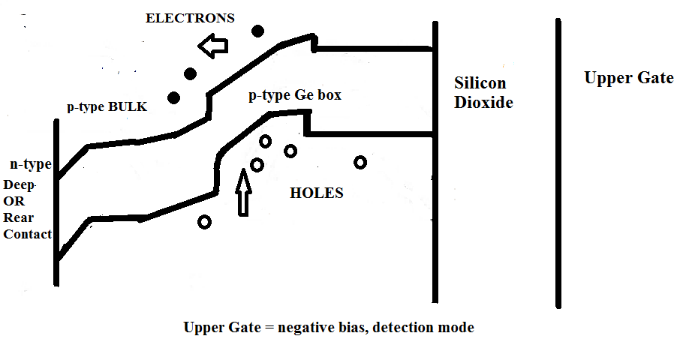 ELECTRONS
p-type BULK
p-type Ge box
Silicon
Dioxide
Upper Gate
n-type
Deep
OR
Rear
Contact
HOLES
Upper Gate = negative bias, detection mode